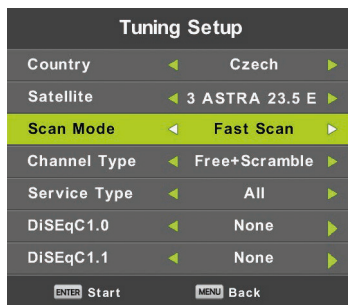 Tuning Setup
Country Czech
Satellite 3 ASTRA 23.5 E
Scan Mode Fast Scan
Channel Type Free+Scramble
Service Type All
DiSEqC1.0 None
DiSEqC1.1 None
ENTER Start MENU Back